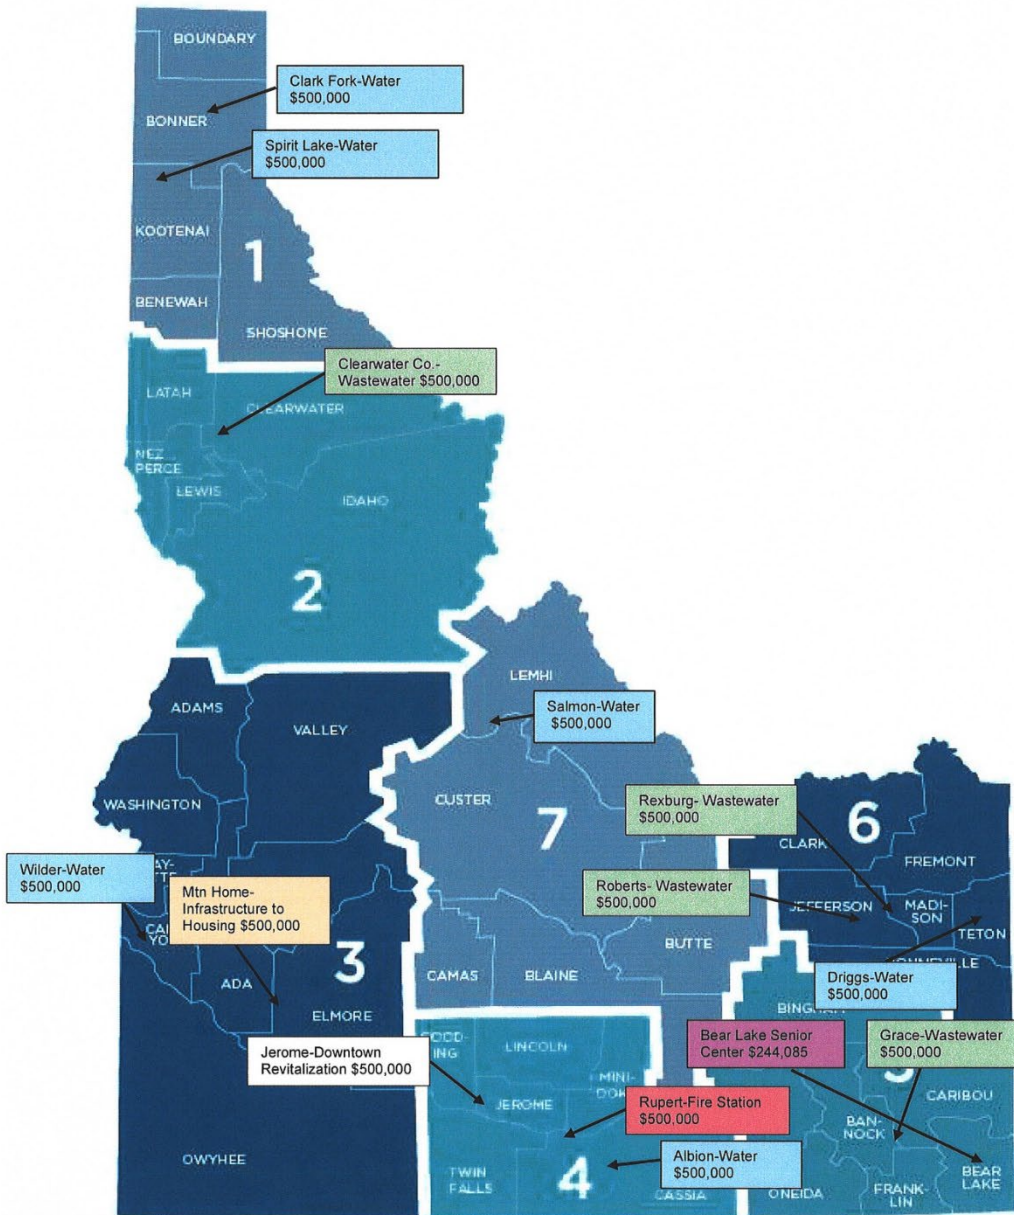 BOUNDARY
Clark Fork-Water
$500,000
BONNER
Spirit Lake-Water
$500,000
KOOTENAI
1
BENEWAH
SHOSHONE
Clearwater Co.-
Wastewater $500,000
LATAH
CLEARWATER
NEZ
PERCE
LEWIS
IDAHO
2
LEMHI
ADAMS
Salmon-Water
$500,000
VALLEY
CUSTER
WASHINGTON
7
Rexburg- Wastewater
$500,000
6
CLARK
FREMONT
Wilder-Water
$500,000
Mtn Home-
Infrastructure to
Housing $500,000
Roberts- Wastewater
$500,000
JEFFERSON
MADI-
SON
TETON
BUTTE
3
CAMAS
BLAINE
ADA
Driggs-Water
$500,000
ELMORE
Bear Lake Senior
Center $244,085
Grace-Wastewater
$500,000
Jerome-Downtown
Revitalization $500,000
LINCOLN
ING
MINI-
JEROME
Rupert-Fire Station
$500,000
CARIBOU
BAN-
NOCK
OWYHEE
Albion-Water
$500,000
TWIN
FALLS
4
CASSIA
ONEIDA
FRANK-
LIN
BEAR
LAKE